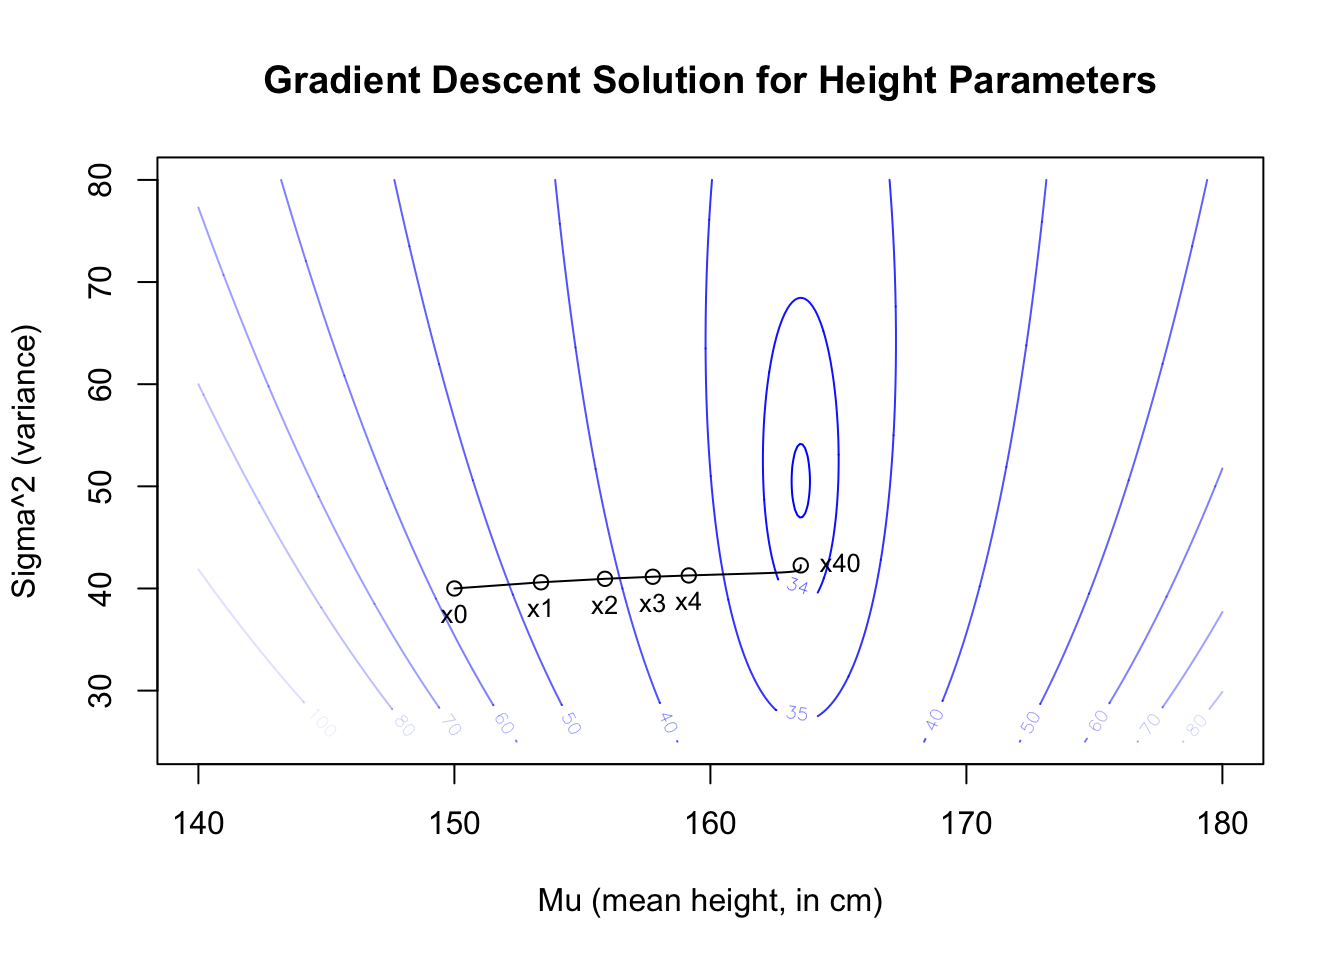 Gradient Descent Solution for Height Parameters
Sigma^2 (variance)
80
70
60
50
40
30
x0
x1
x2
x3
x4
x40
34
35
100
80
70
60
50
40
40
50
60
70
80
140
150
160
170
180
Mu (mean height, in cm)